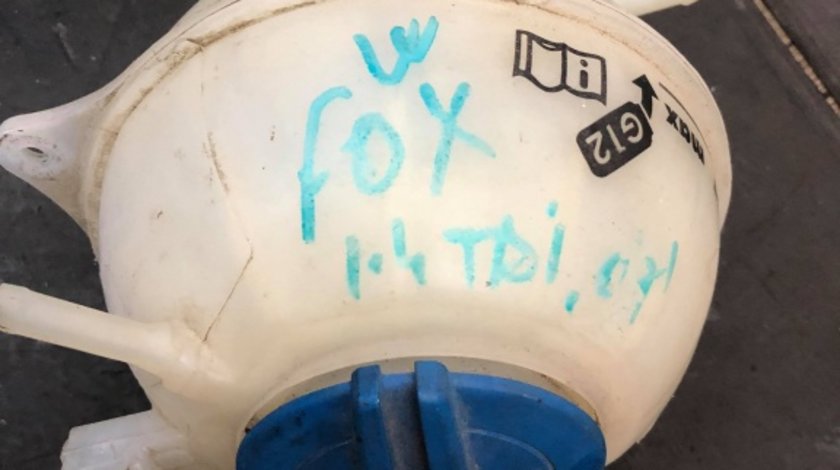 W
FOX
1.4 TDi,
G12
max